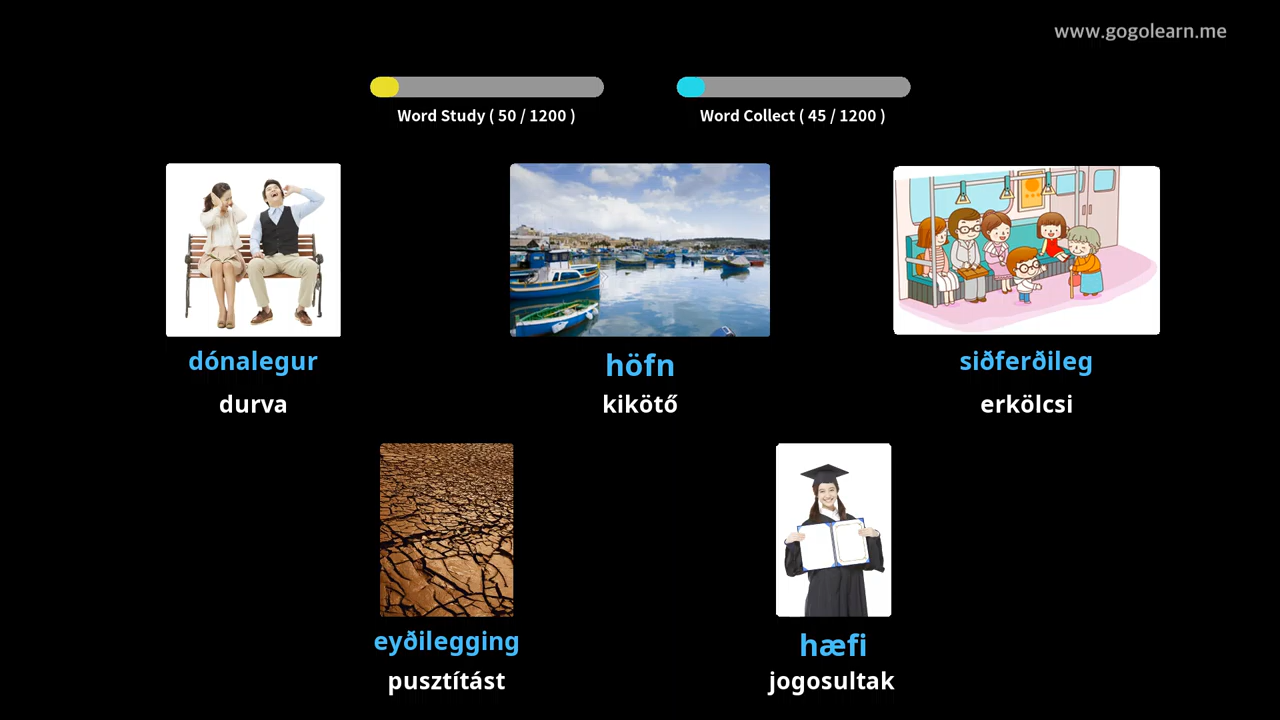 www.gogolearn.me
Word Study ( 50 / 1200 )
Word Collect ( 45 / 1200 )
dónalegur
durva
höfn
kikötő
siðferðileg
erkölcsi
eyðilegging
pusztítást
hæfi
jogosultak